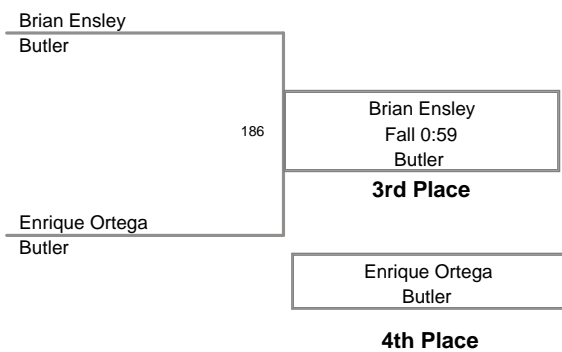 Brian Ensley
Butler
186
Brian Ensley
Fall 0:59
Butler
3rd Place
Enrique Ortega
Butler
Enrique Ortega
Butler
4th Place